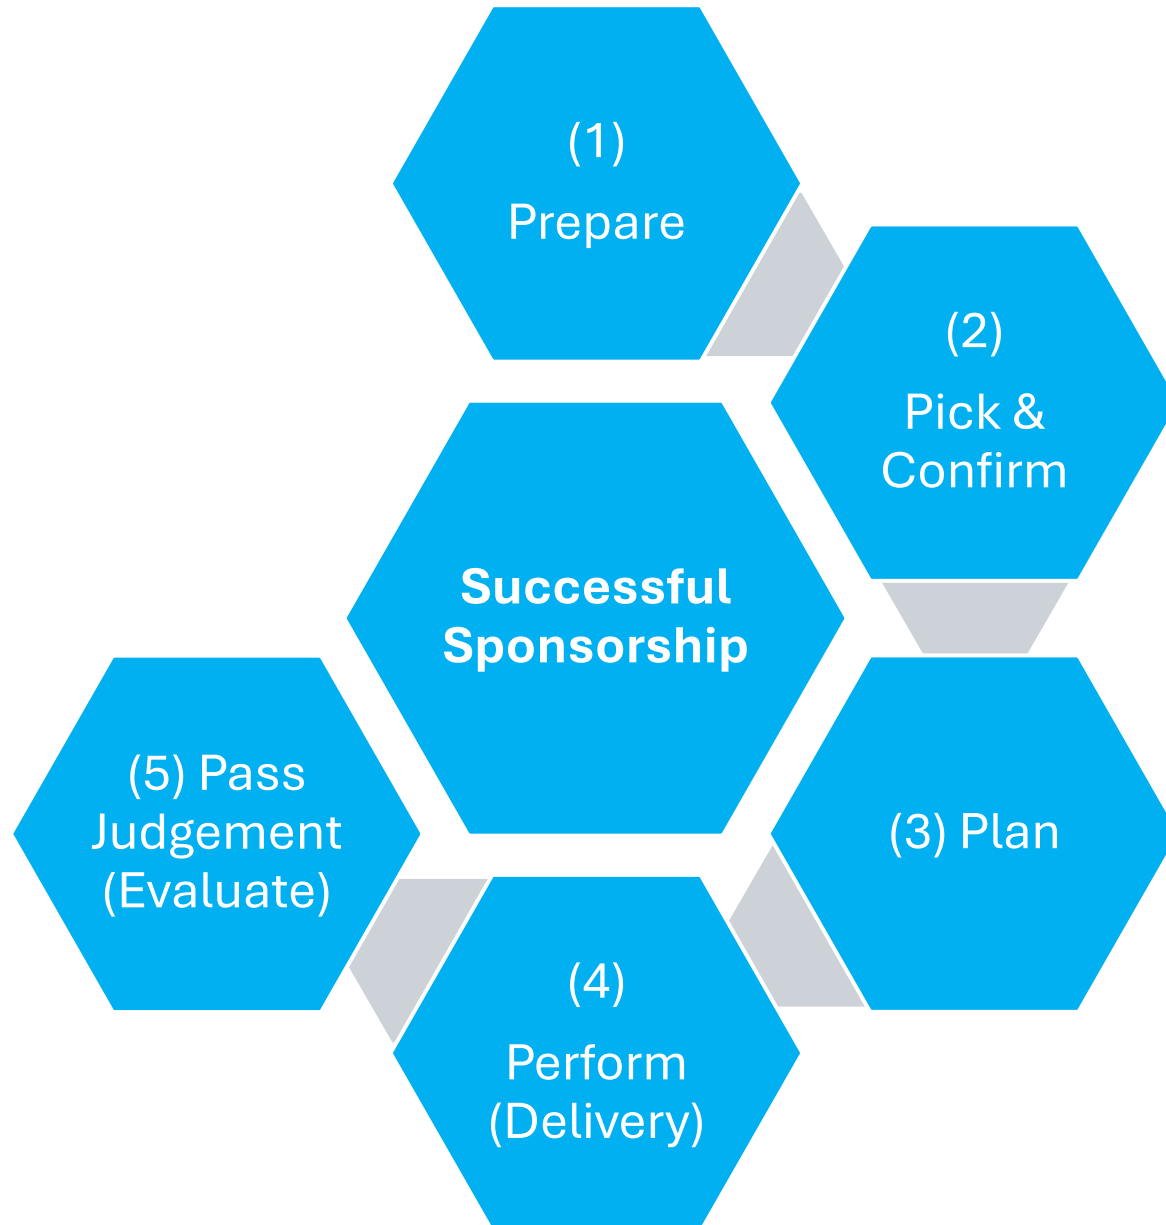 (1)
Prepare
(2)
Pick &
Confirm
Successful
Sponsorship
(3) Plan
(4)
Perform
(Delivery)
(5) Pass
Judgement
(Evaluate)